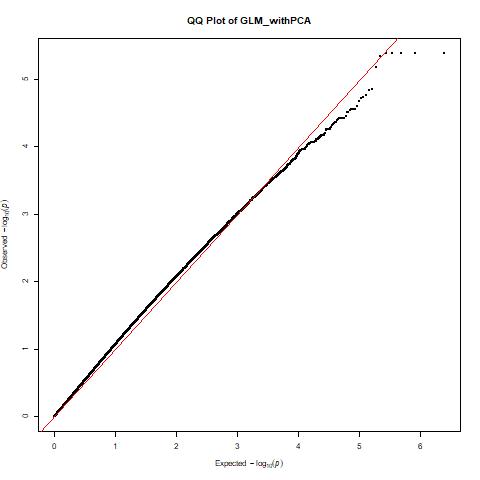 QQ Plot of GLM_withPCA
Observed −log₁₀(p)
5
4
3
2
1
0
0 1 2 3 4 5 6
Expected −log₁₀(p)